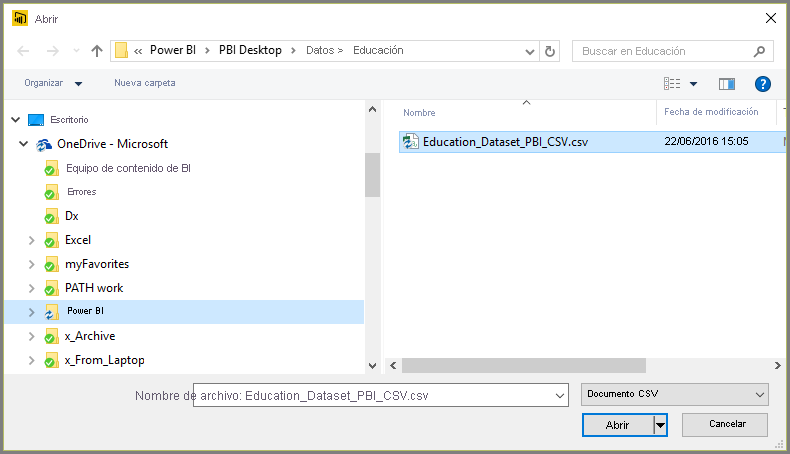 Abrir
« Power BI > PBI Desktop > Datos > Educación
Buscar en Educación
Organizar
Nueva carpeta
?
Escritorio
OneDrive - Microsoft
Equipo de contenido de BI
Errores
Dx
Excel
myFavorites
PATH work
Power BI
x_Archive
x_From_Laptop
Nombre
Fecha de modificación
Education_Dataset_PBI_CSV.csv
22/06/2016 15:05
Nombre de archivo: Education_Dataset_PBI_CSV.csv
Documento CSV
Abrir
Cancelar